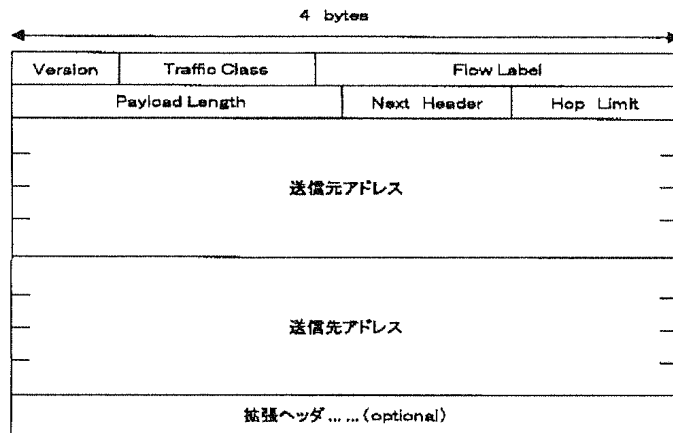 4 bytes
Version Traffic Class Flow Label
Payload Length Next Header Hop Limit
送信元アドレス
送信先アドレス
拡張ヘッダ……(optional)